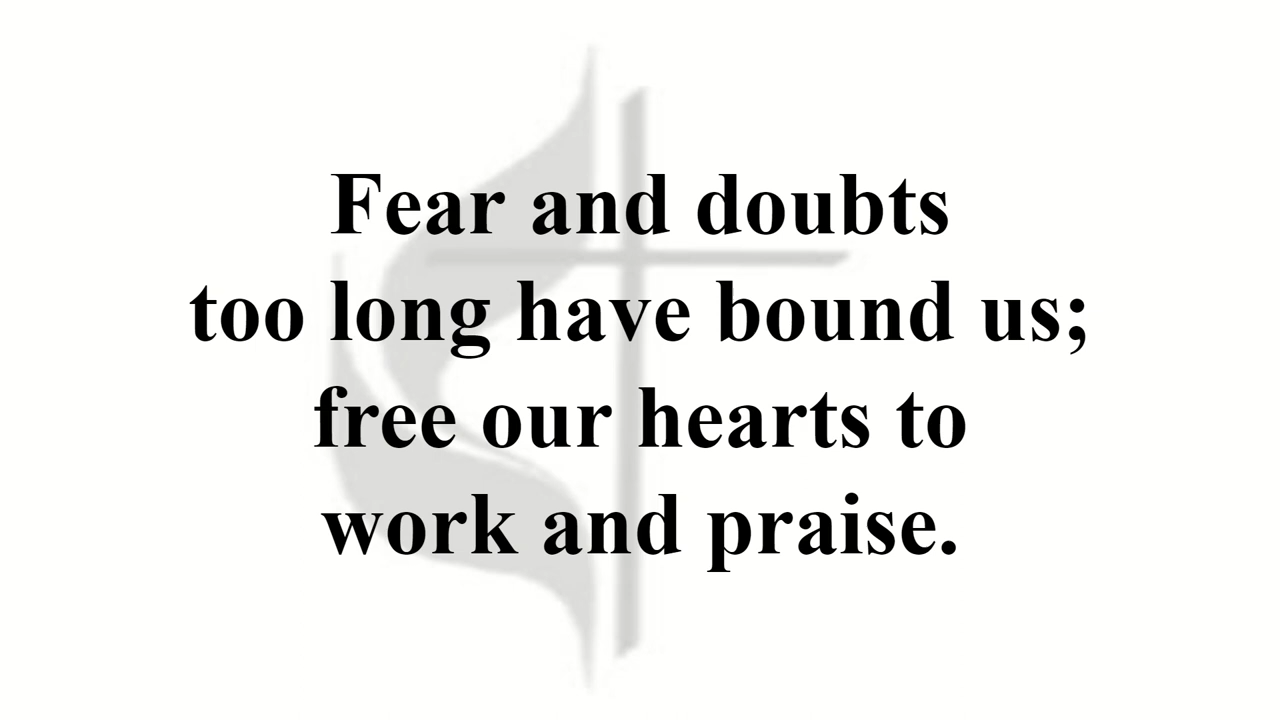 Fear and doubts
too long have bound us;
free our hearts to
work and praise.